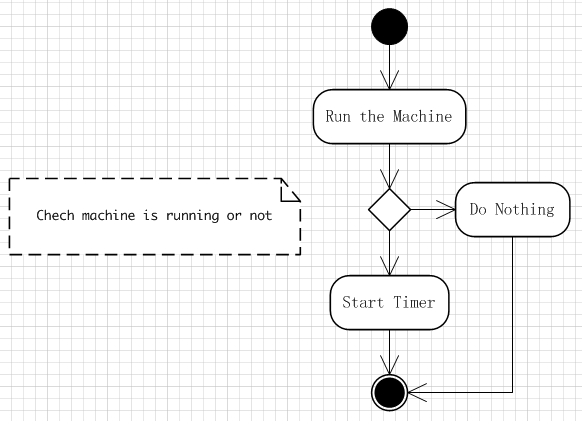 Run the Machine
Chech machine is running or not
Do Nothing
Start Timer